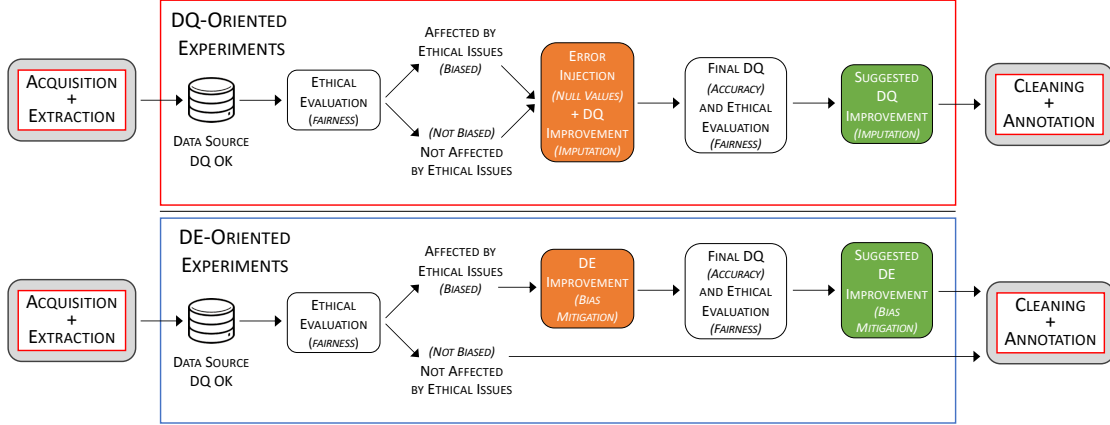 DQ-Oriented
Experiments
Acquisition
+
Extraction
Data Source
DQ OK
Ethical
Evaluation
(fairness)
Affected by
Ethical Issues
(Biased)
(Not Biased)
Not Affected
by Ethical Issues
Error
Injection
(Null Values)
+ DQ
Improvement
(Imputation)
Final DQ
(Accuracy)
and Ethical
Evaluation
(Fairness)
Suggested
DQ
Improvement
(Imputation)
Cleaning
+
Annotation
DE-Oriented
Experiments
Acquisition
+
Extraction
Data Source
DQ OK
Ethical
Evaluation
(fairness)
Affected by
Ethical Issues
(Biased)
(Not Biased)
Not Affected
by Ethical Issues
DE
Improvement
(Bias
Mitigation)
Final DQ
(Accuracy)
and Ethical
Evaluation
(Fairness)
Suggested
DE
Improvement
(Bias
Mitigation)
Cleaning
+
Annotation